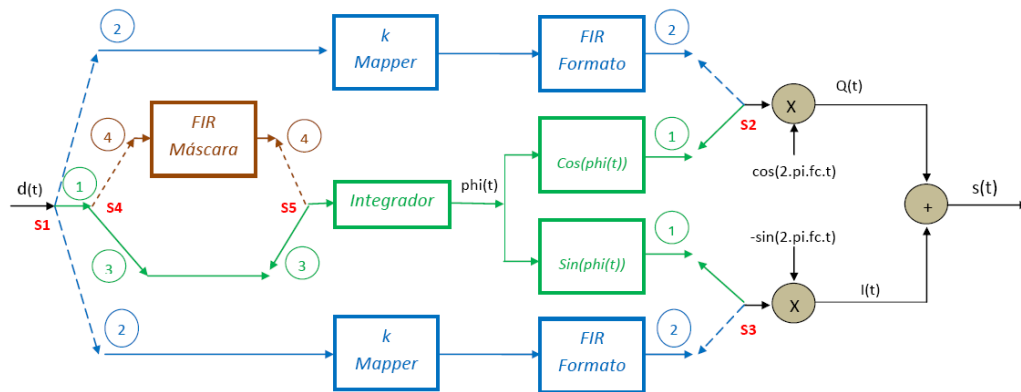 2
k
Mapper
FIR
Formato
2
4
FIR
Máscara
4
S2
X
Q(t)
1
Cos(phi(t))
cos(2.pi.fc.t)
d(t)
1
S1
S4
S5
Integrador
phi(t)
+
s(t)
3
3
1
Sin(phi(t))
-sin(2.pi.fc.t)
X
I(t)
S3
2
k
Mapper
FIR
Formato
2